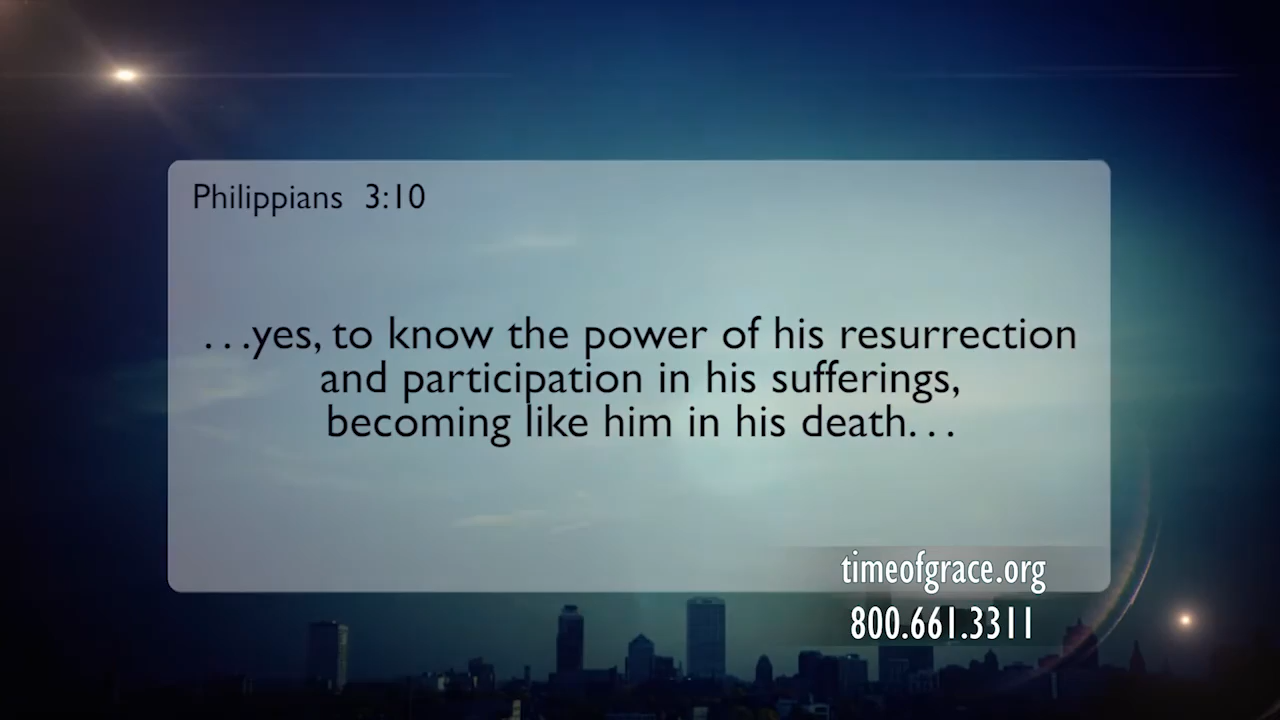 Philippians 3:10
...yes, to know the power of his resurrection
and participation in his sufferings,
becoming like him in his death...
timeofgrace.org
800.661.3311